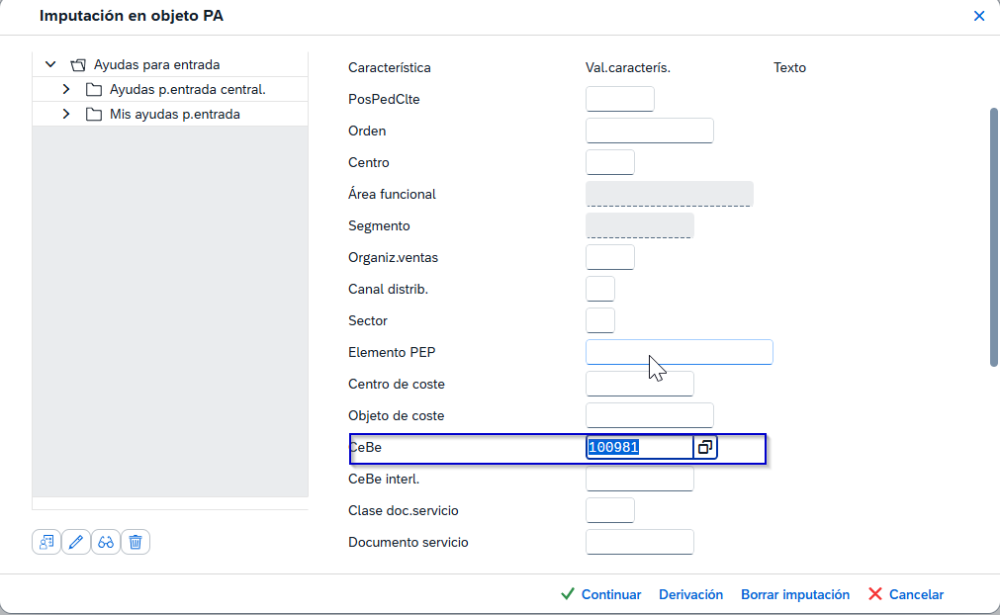 Imputación en objeto PA
Ayudas para entrada
Ayudas p.entrada central.
Mis ayudas p.entrada
Característica Val.caracterís. Texto
PosPedClte
Orden
Centro
Área funcional
Segmento
Organiz.ventas
Canal distrib.
Sector
Elemento PEP
Centro de coste
Objeto de coste
CeBe 100981
CeBe interl.
Clase doc.servicio
Documento servicio
Continuar Derivación Borrar imputación Cancelar